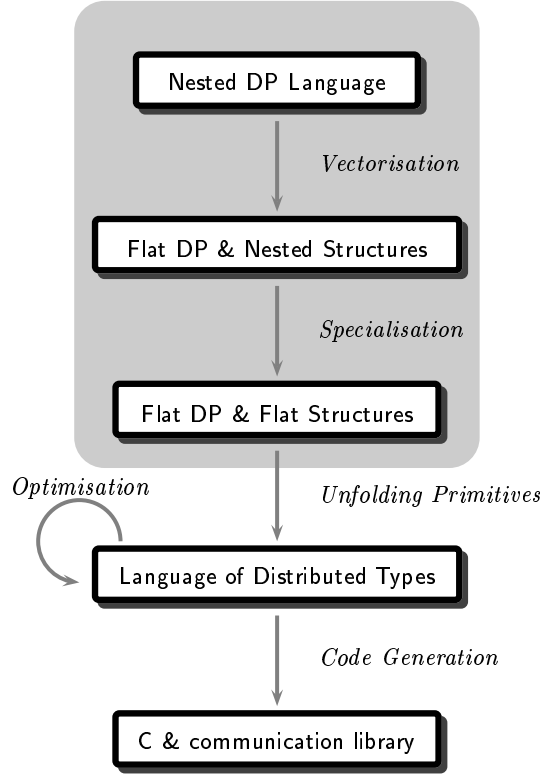 Nested DP Language
Vectorisation
Flat DP & Nested Structures
Specialisation
Flat DP & Flat Structures
Optimisation
Unfolding Primitives
Language of Distributed Types
Code Generation
C & communication library